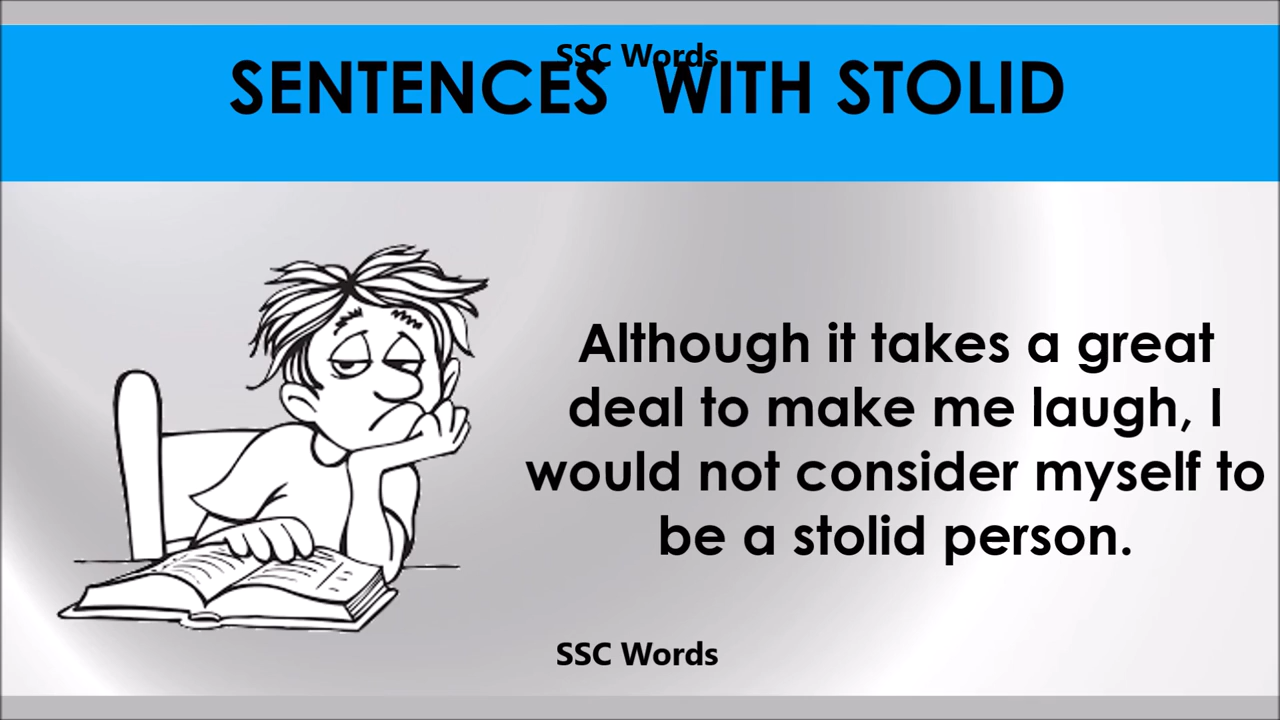 SSC Words
SENTENCES WITH STOLID
Although it takes a great
deal to make me laugh, I
would not consider myself to
be a stolid person.
SSC Words